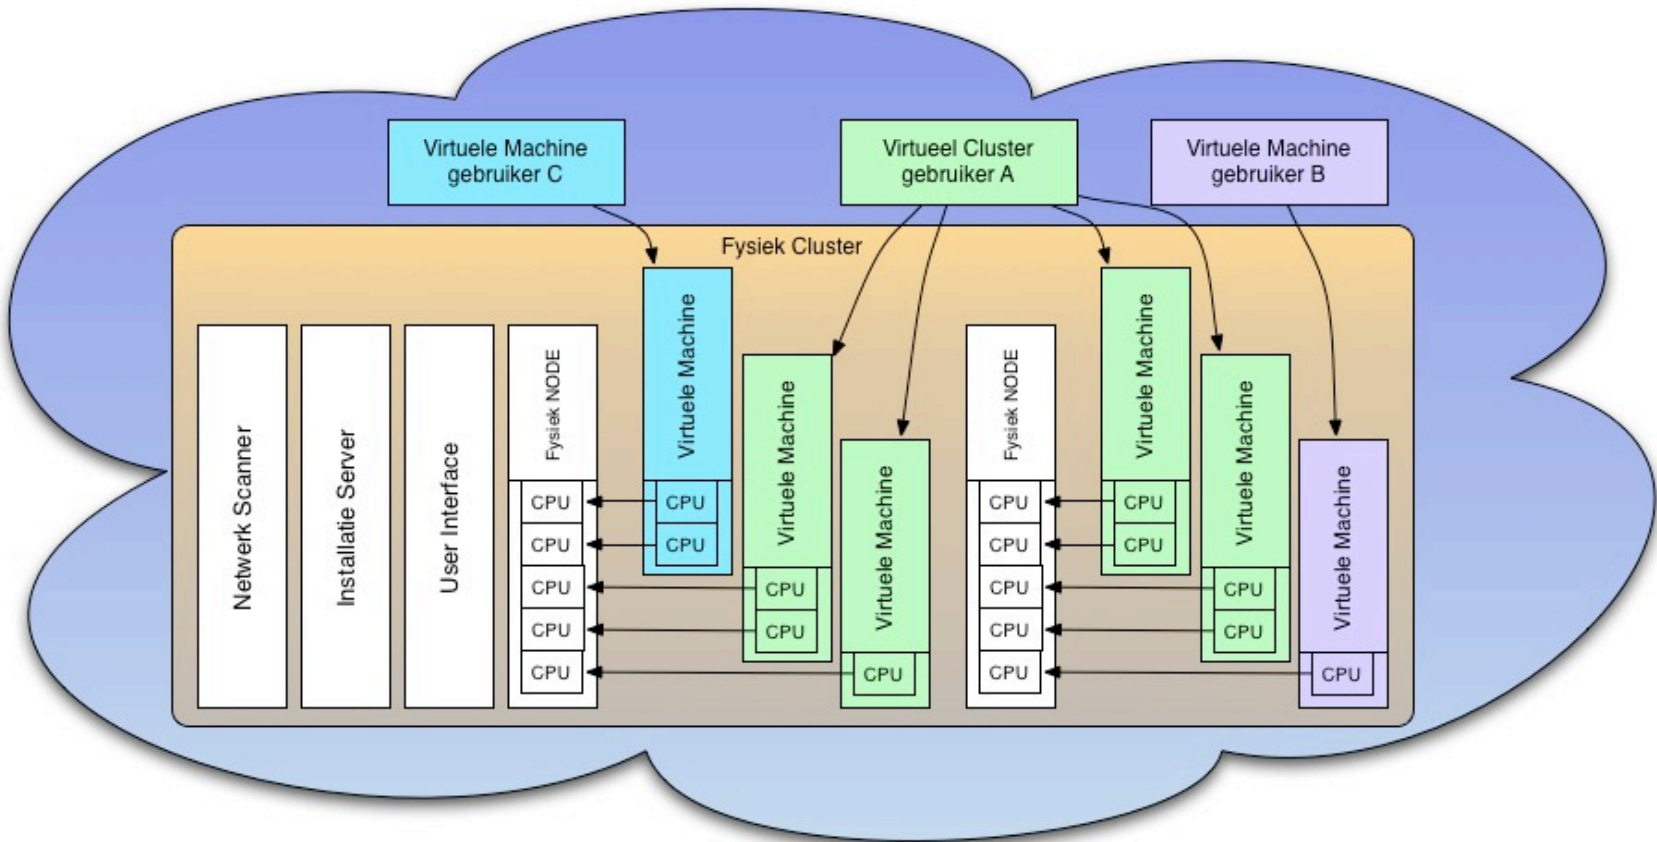 Virtuele Machine
gebruiker C
Virtueel Cluster
gebruiker A
Virtuele Machine
gebruiker B
Fysiek Cluster
Netwerk Scanner
Installatie Server
User Interface
Fysiek NODE
CPU
CPU
CPU
CPU
CPU
Virtuele Machine
CPU
CPU
Virtuele Machine
CPU
CPU
Virtuele Machine
CPU
Fysiek NODE
CPU
CPU
CPU
CPU
CPU
Virtuele Machine
CPU
CPU
Virtuele Machine
CPU
CPU
Virtuele Machine
CPU